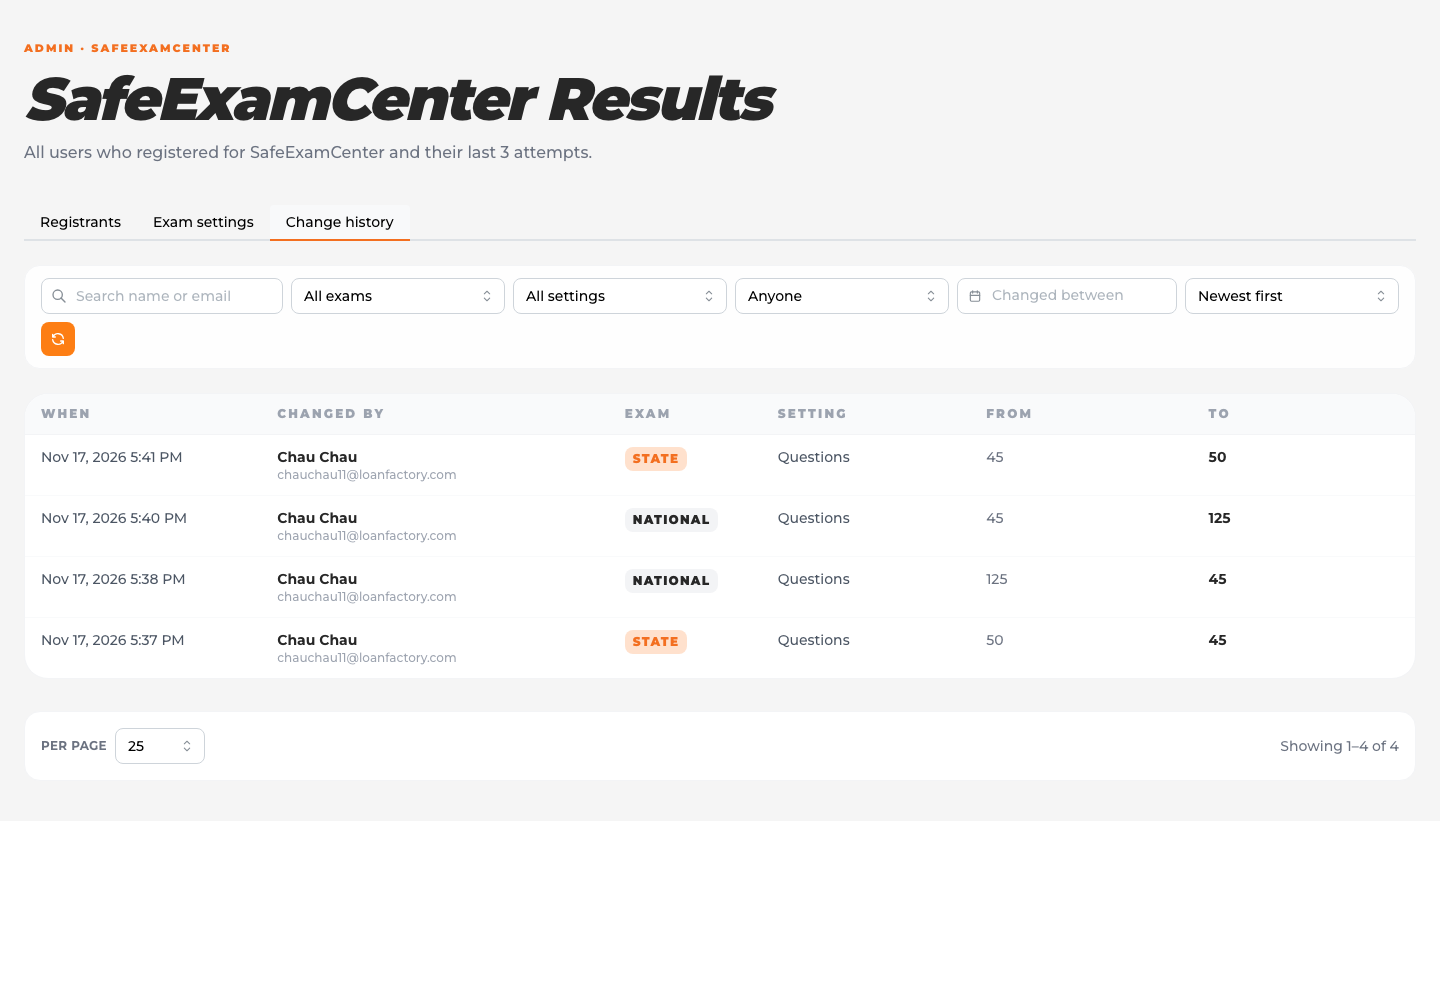 ADMIN · SAFEEXAMCENTER
SafeExamCenter Results
All users who registered for SafeExamCenter and their last 3 attempts.
Registrants Exam settings Change history
Search name or email All exams All settings Anyone Changed between Newest first
WHEN CHANGED BY EXAM SETTING FROM TO
Nov 17, 2026 5:41 PM Chau Chau STATE Questions 45 50
chauchau11@loanfactory.com
Nov 17, 2026 5:40 PM Chau Chau NATIONAL Questions 45 125
chauchau11@loanfactory.com
Nov 17, 2026 5:38 PM Chau Chau NATIONAL Questions 125 45
chauchau11@loanfactory.com
Nov 17, 2026 5:37 PM Chau Chau STATE Questions 50 45
chauchau11@loanfactory.com
PER PAGE 25 Showing 1–4 of 4